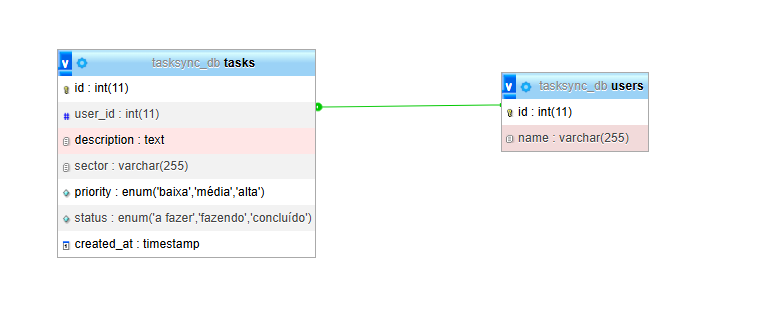 tasksync_db tasks
id : int(11)
user_id : int(11)
description : text
sector : varchar(255)
priority : enum('baixa','média','alta')
status : enum('a fazer','fazendo','concluído')
created_at : timestamp
tasksync_db users
id : int(11)
name : varchar(255)